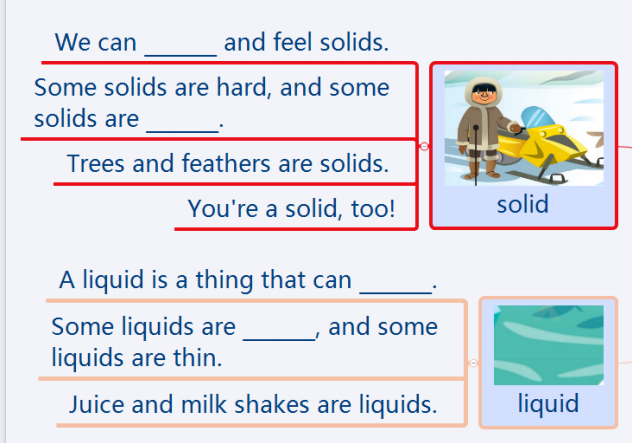 We can ______ and feel solids.
Some solids are hard, and some
solids are ______.
Trees and feathers are solids.
You're a solid, too!
solid
A liquid is a thing that can ______.
Some liquids are ______, and some
liquids are thin.
Juice and milk shakes are liquids.
liquid